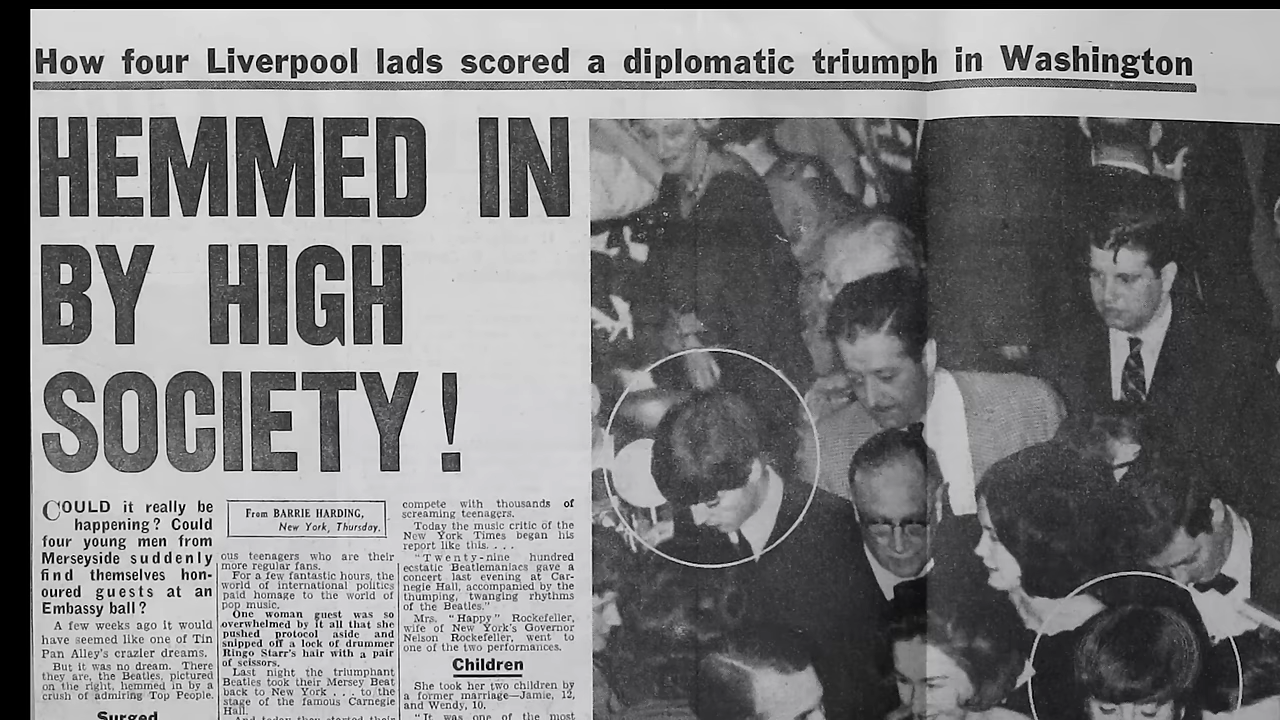 How four Liverpool lads scored a diplomatic triumph in Washington
HEMMED IN
BY HIGH
SOCIETY!
COULD it really be
happening? Could
four young men from
Merseyside suddenly
find themselves hon-
oured guests at an
Embassy ball?
A few weeks ago it would
have seemed like one of Tin
Pan Alley's crazier dreams.
But it was no dream. There
they are, the Beatles, pictured
on the right, hemmed in by a
crush of admiring Top People.
Surged
From BARRIE HARDING,
New York, Thursday.
ous teenagers who are their
more regular fans.
For a few fantastic hours, the
world of international politics
paid homage to the world of
pop music.
One woman guest was so
overwhelmed by it all that she
pushed protocol aside and
snipped off a lock of drummer
Ringo Starr's hair with a pair
of scissors.
Last night the triumphant
Beatles took their Mersey Beat
back to New York . . . to the
stage of the famous Carnegie
Hall.
And today they started their
compete with thousands of
screaming teenagers.
Today the music critic of the
New York Times began his
report like this. . . .
"Twenty-nine hundred
ecstatic Beatlemaniacs gave a
concert last evening at Car-
negie Hall, accompanied by the
thumping, twanging rhythms
of the Beatles."
Mrs. "Happy" Rockefeller,
wife of New York's Governor
Nelson Rockefeller, went to
one of the two performances.
Children
She took her two children by
a former marriage—Jamie, 12,
and Wendy, 10.
"It was one of the most